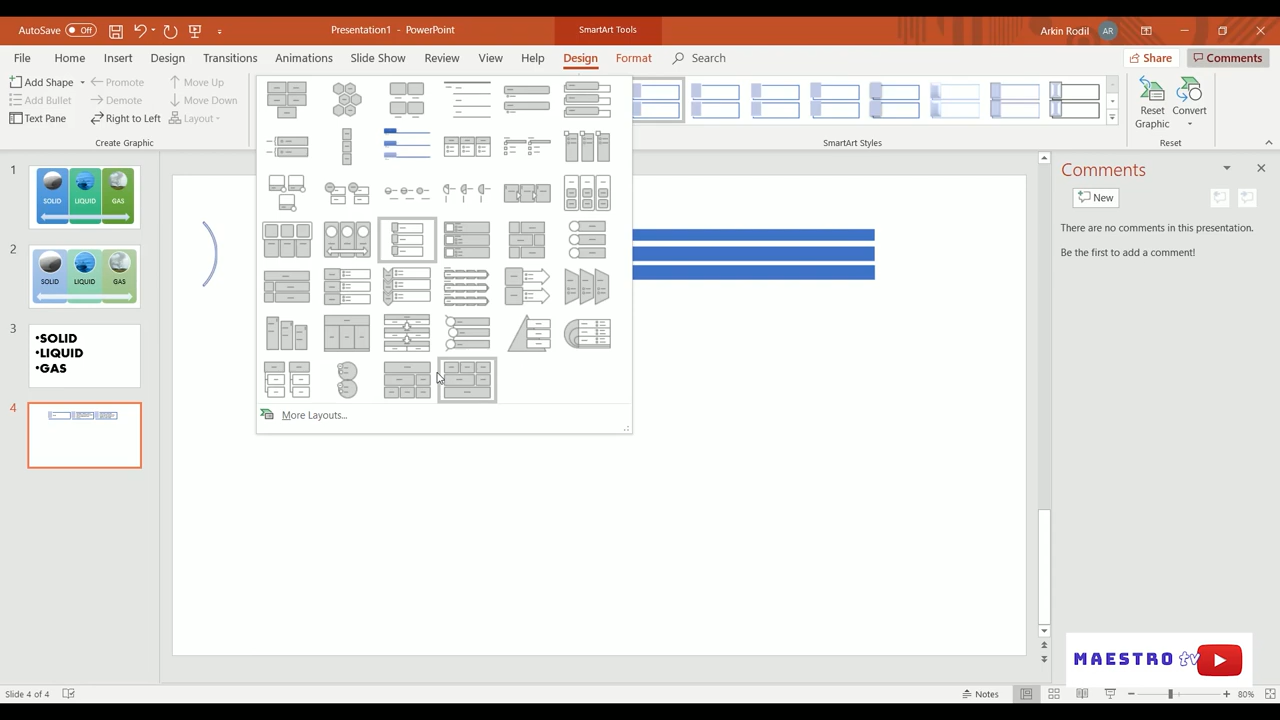 AutoSave Off Presentation1 - PowerPoint SmartArt Tools Arkin Rodil AR
File Home Insert Design Transitions Animations Slide Show Review View Help Design Format Search Share Comments
Add Shape Promote Move Up
Add Bullet Demote Move Down
Text Pane Right to Left Layout
Create Graphic
Reset Graphic
Convert
SmartArt Styles
Reset
1
SOLID LIQUID GAS
2
SOLID LIQUID GAS
3
•SOLID
•LIQUID
•GAS
4
More Layouts...
Comments
New
There are no comments in this presentation.
Be the first to add a comment!
MAESTRO tv
Slide 4 of 4 Notes 80%